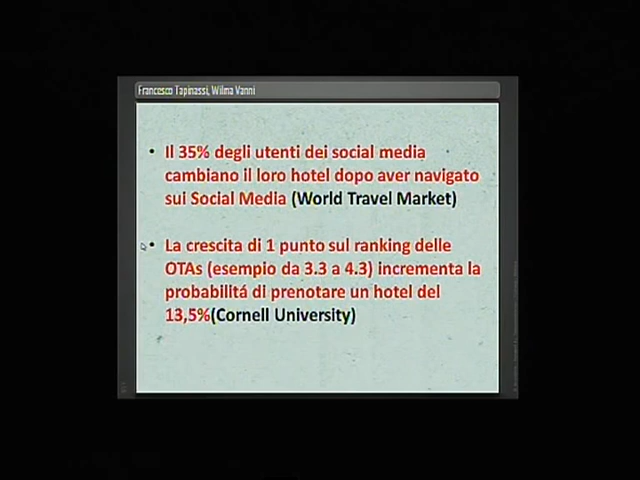 Francesco Tapinassi, Wilma Vanni
• Il 35% degli utenti dei social media
cambiano il loro hotel dopo aver navigato
sui Social Media (World Travel Market)
• La crescita di 1 punto sul ranking delle
OTAs (esempio da 3.3 a 4.3) incrementa la
probabilitá di prenotare un hotel del
13,5%(Cornell University)